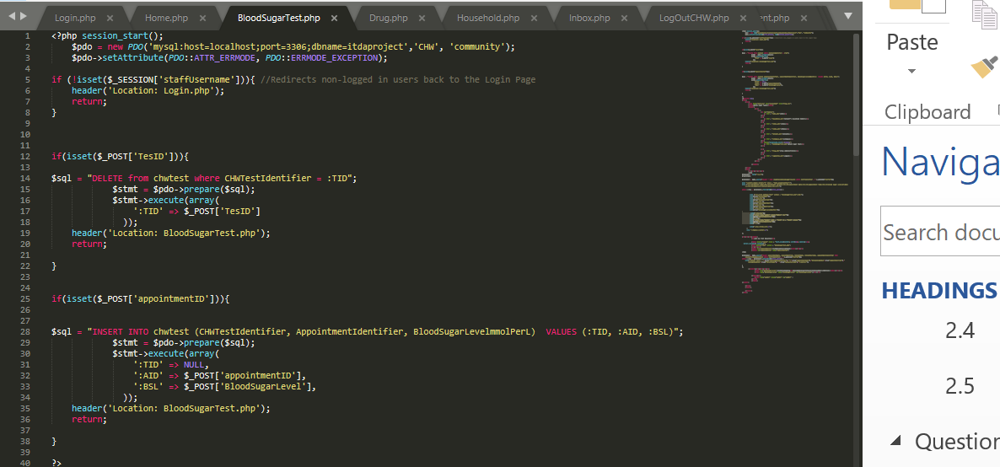 Login.php × Home.php × BloodSugarTest.php × Drug.php × Household.php × Inbox.php × LogOutCHW.php × nt.php ×
1 <?php session_start();
2 $pdo = new PDO('mysql:host=localhost;port=3306;dbname=itdaproject','CHW', 'community');
3 $pdo->setAttribute(PDO::ATTR_ERRMODE, PDO::ERRMODE_EXCEPTION);
4
5 if (!isset($_SESSION['staffUsername'])){ //Redirects non-logged in users back to the Login Page
6 header('Location: Login.php');
7 return;
8 }
9
10
11
12 if(isset($_POST['TesID'])){
13
14 $sql = "DELETE from chwtest where CHWTestIdentifier = :TID";
15 $stmt = $pdo->prepare($sql);
16 $stmt->execute(array(
17 ':TID' => $_POST['TesID']
18 ));
19 header('Location: BloodSugarTest.php');
20 return;
21
22 }
23
24
25 if(isset($_POST['appointmentID'])){
26
27
28 $sql = "INSERT INTO chwtest (CHWTestIdentifier, AppointmentIdentifier, BloodSugarLevelmmolPerL)  VALUES (:TID, :AID, :BSL)";
29 $stmt = $pdo->prepare($sql);
30 $stmt->execute(array(
31 ':TID' => NULL,
32 ':AID' => $_POST['appointmentID'],
33 ':BSL' => $_POST['BloodSugarLevel'],
34 ));
35 header('Location: BloodSugarTest.php');
36 return;
37
38 }
39
40 ?>
Paste
Clipboard
Naviga
Search docu
HEADINGS
2.4
2.5
Question